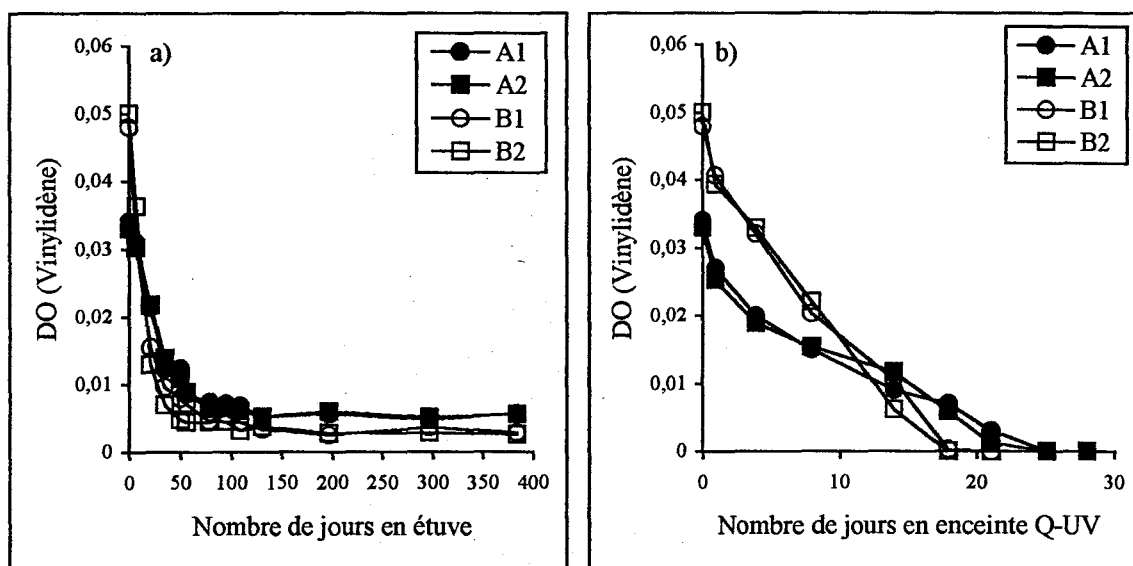 a)
A1
A2
B1
B2
0,06
0,05
0,04
0,03
0,02
0,01
0
DO (Vinylidène)
0 50 100 150 200 250 300 350 400
Nombre de jours en étuve
b)
A1
A2
B1
B2
0,06
0,05
0,04
0,03
0,02
0,01
0
DO (Vinylidène)
0 10 20 30
Nombre de jours en enceinte Q-UV